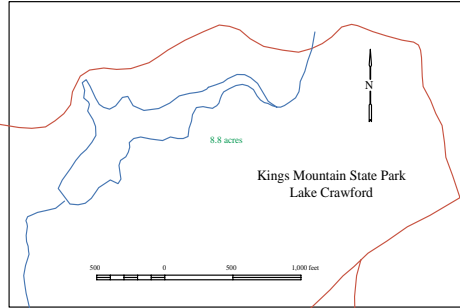 N
8.8 acres
Kings Mountain State Park
Lake Crawford
500 0 500 1,000 feet